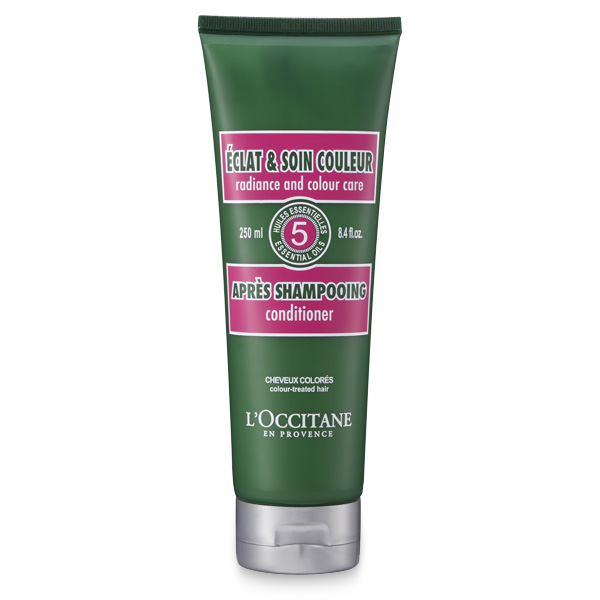 ÉCLAT & SOIN COULEUR
radiance and colour care
HUILES ESSENTIELLES
250 ml 5 8.4 fl.oz.
ESSENTIAL OILS
APRÈS SHAMPOOING
conditioner
CHEVEUX COLORÉS
colour-treated hair
L'OCCITANE
EN PROVENCE